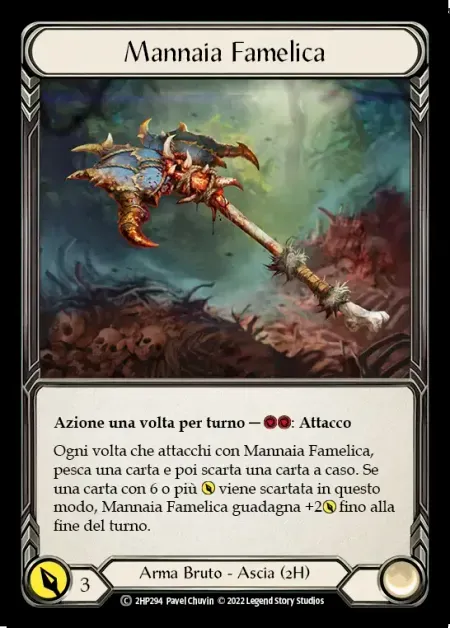 Mannaia Famelica
Azione una volta per turno — : Attacco
Ogni volta che attacchi con Mannaia Famelica,
pesca una carta e poi scarta una carta a caso. Se
una carta con 6 o più viene scartata in questo
modo, Mannaia Famelica guadagna +2 fino alla
fine del turno.
3
Arma Bruto - Ascia (2H)
C 2HP294 Pavel Chuvin © 2022 Legend Story Studios